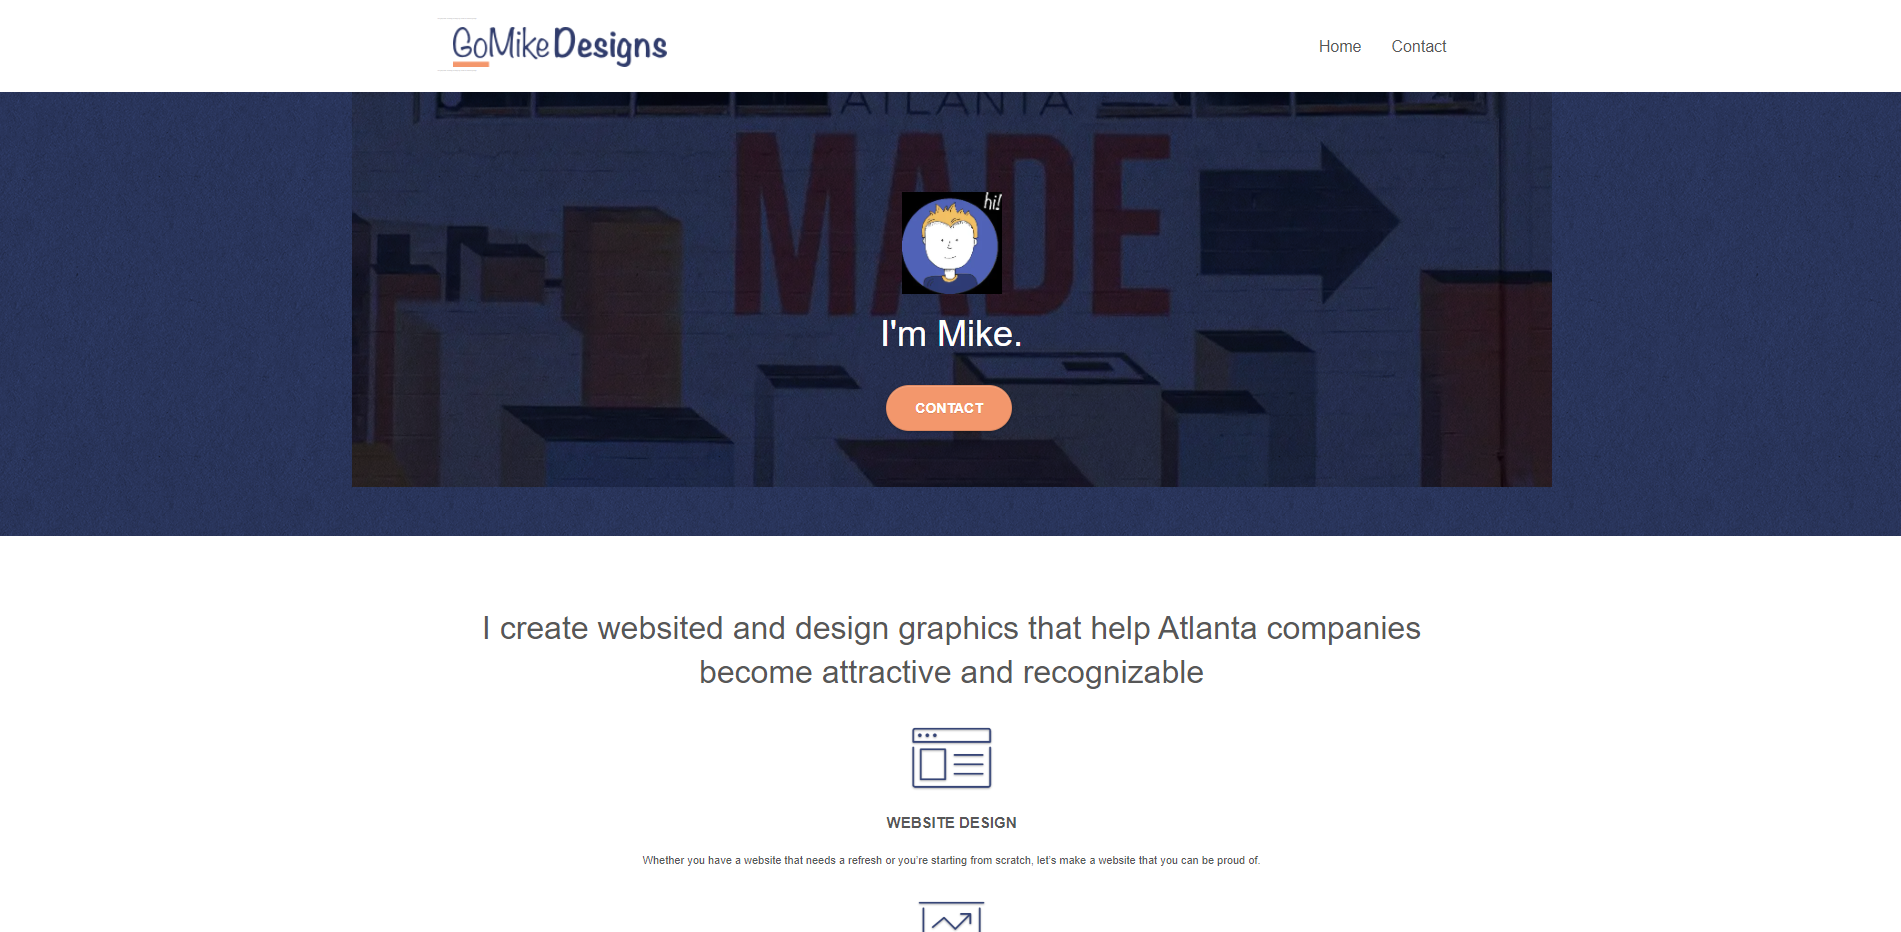 GoMikeDesigns
Home
Contact
ATLANTA
MADE
hi!
I'm Mike.
CONTACT
I create websited and design graphics that help Atlanta companies
become attractive and recognizable
WEBSITE DESIGN
Whether you have a website that needs a refresh or you're starting from scratch, let's make a website that you can be proud of.